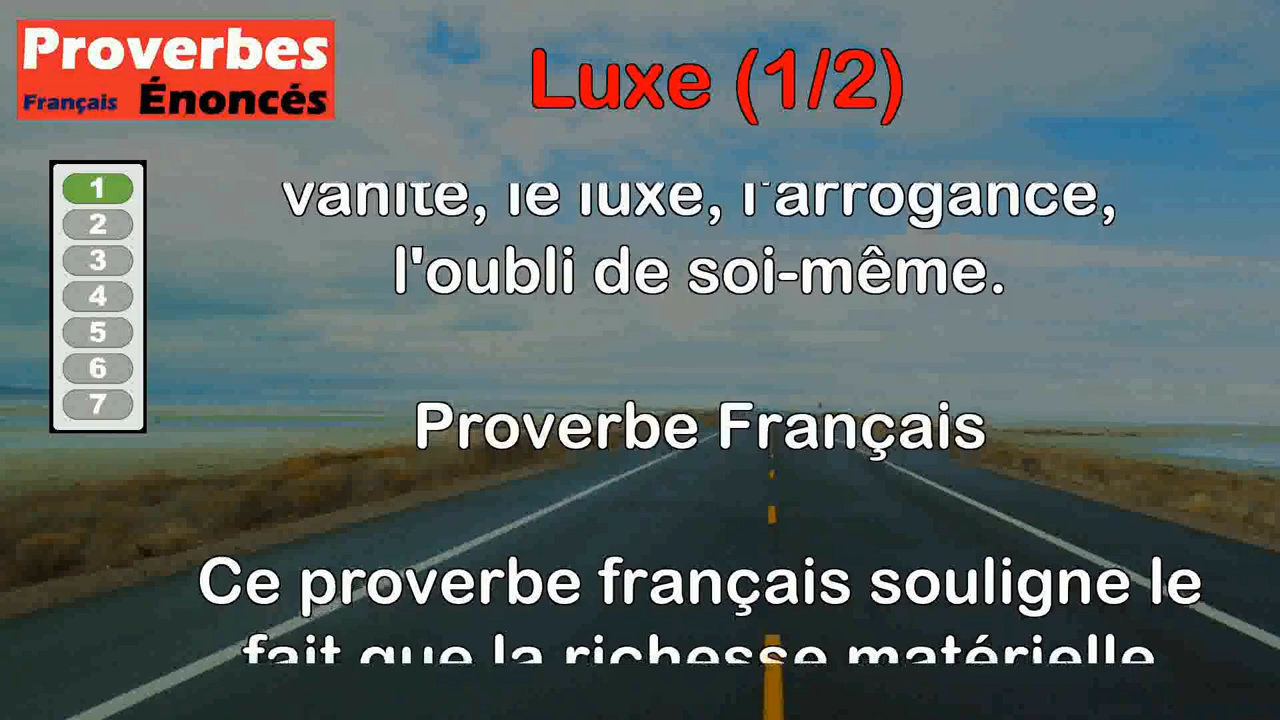 Proverbes
Français Énoncés
Luxe (1/2)
1
2
3
4
5
6
7
vanité, le luxe, l'arrogance,
l'oubli de soi-même.
Proverbe Français
Ce proverbe français souligne le
fait que la richesse matérielle